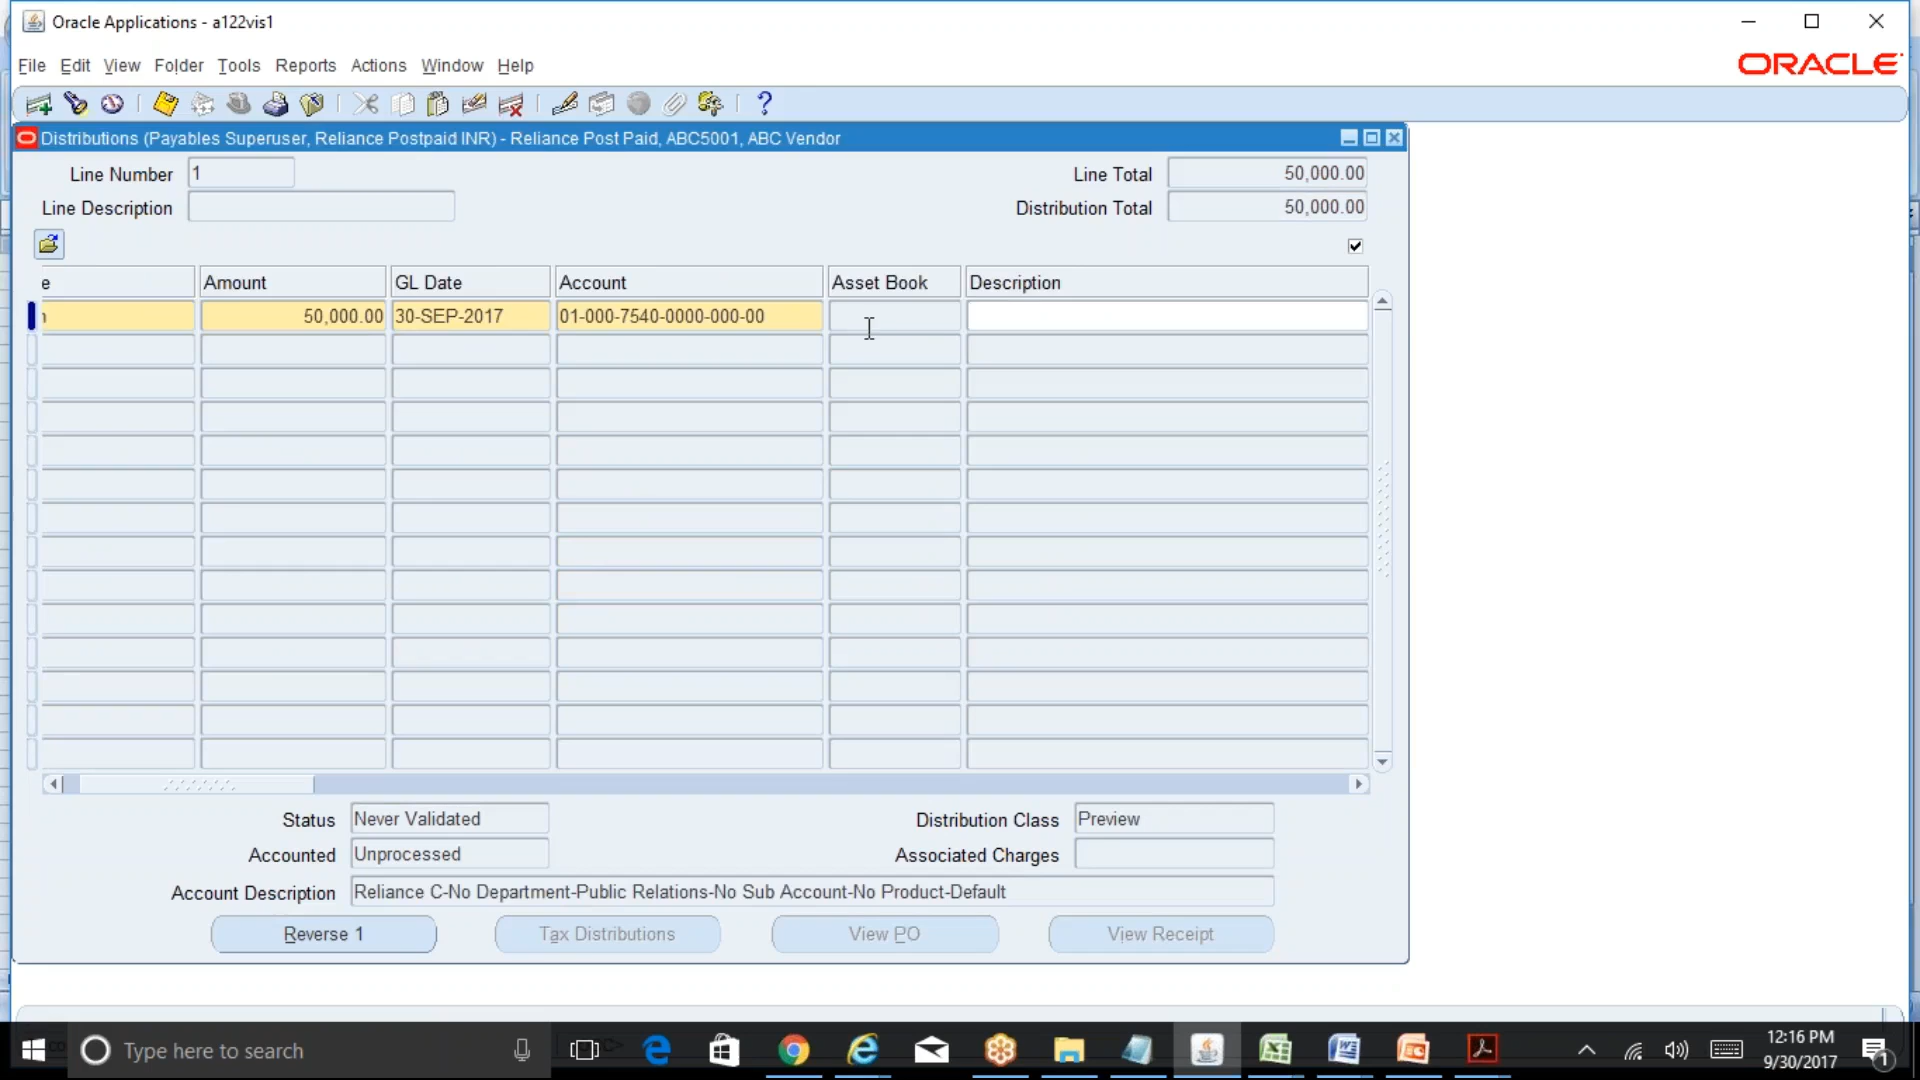 Oracle Applications - a122vis1
File Edit View Folder Tools Reports Actions Window Help
ORACLE
Distributions (Payables Superuser, Reliance Postpaid INR) - Reliance Post Paid, ABC5001, ABC Vendor
Line Number 1 Line Total 50,000.00
Line Description Distribution Total 50,000.00
e Amount GL Date Account Asset Book Description
50,000.00 30-SEP-2017 01-000-7540-0000-000-00
Status Never Validated Distribution Class Preview
Accounted Unprocessed Associated Charges
Account Description Reliance C-No Department-Public Relations-No Sub Account-No Product-Default
Reverse 1 Tax Distributions View PO View Receipt
Type here to search
12:16 PM
9/30/2017
1